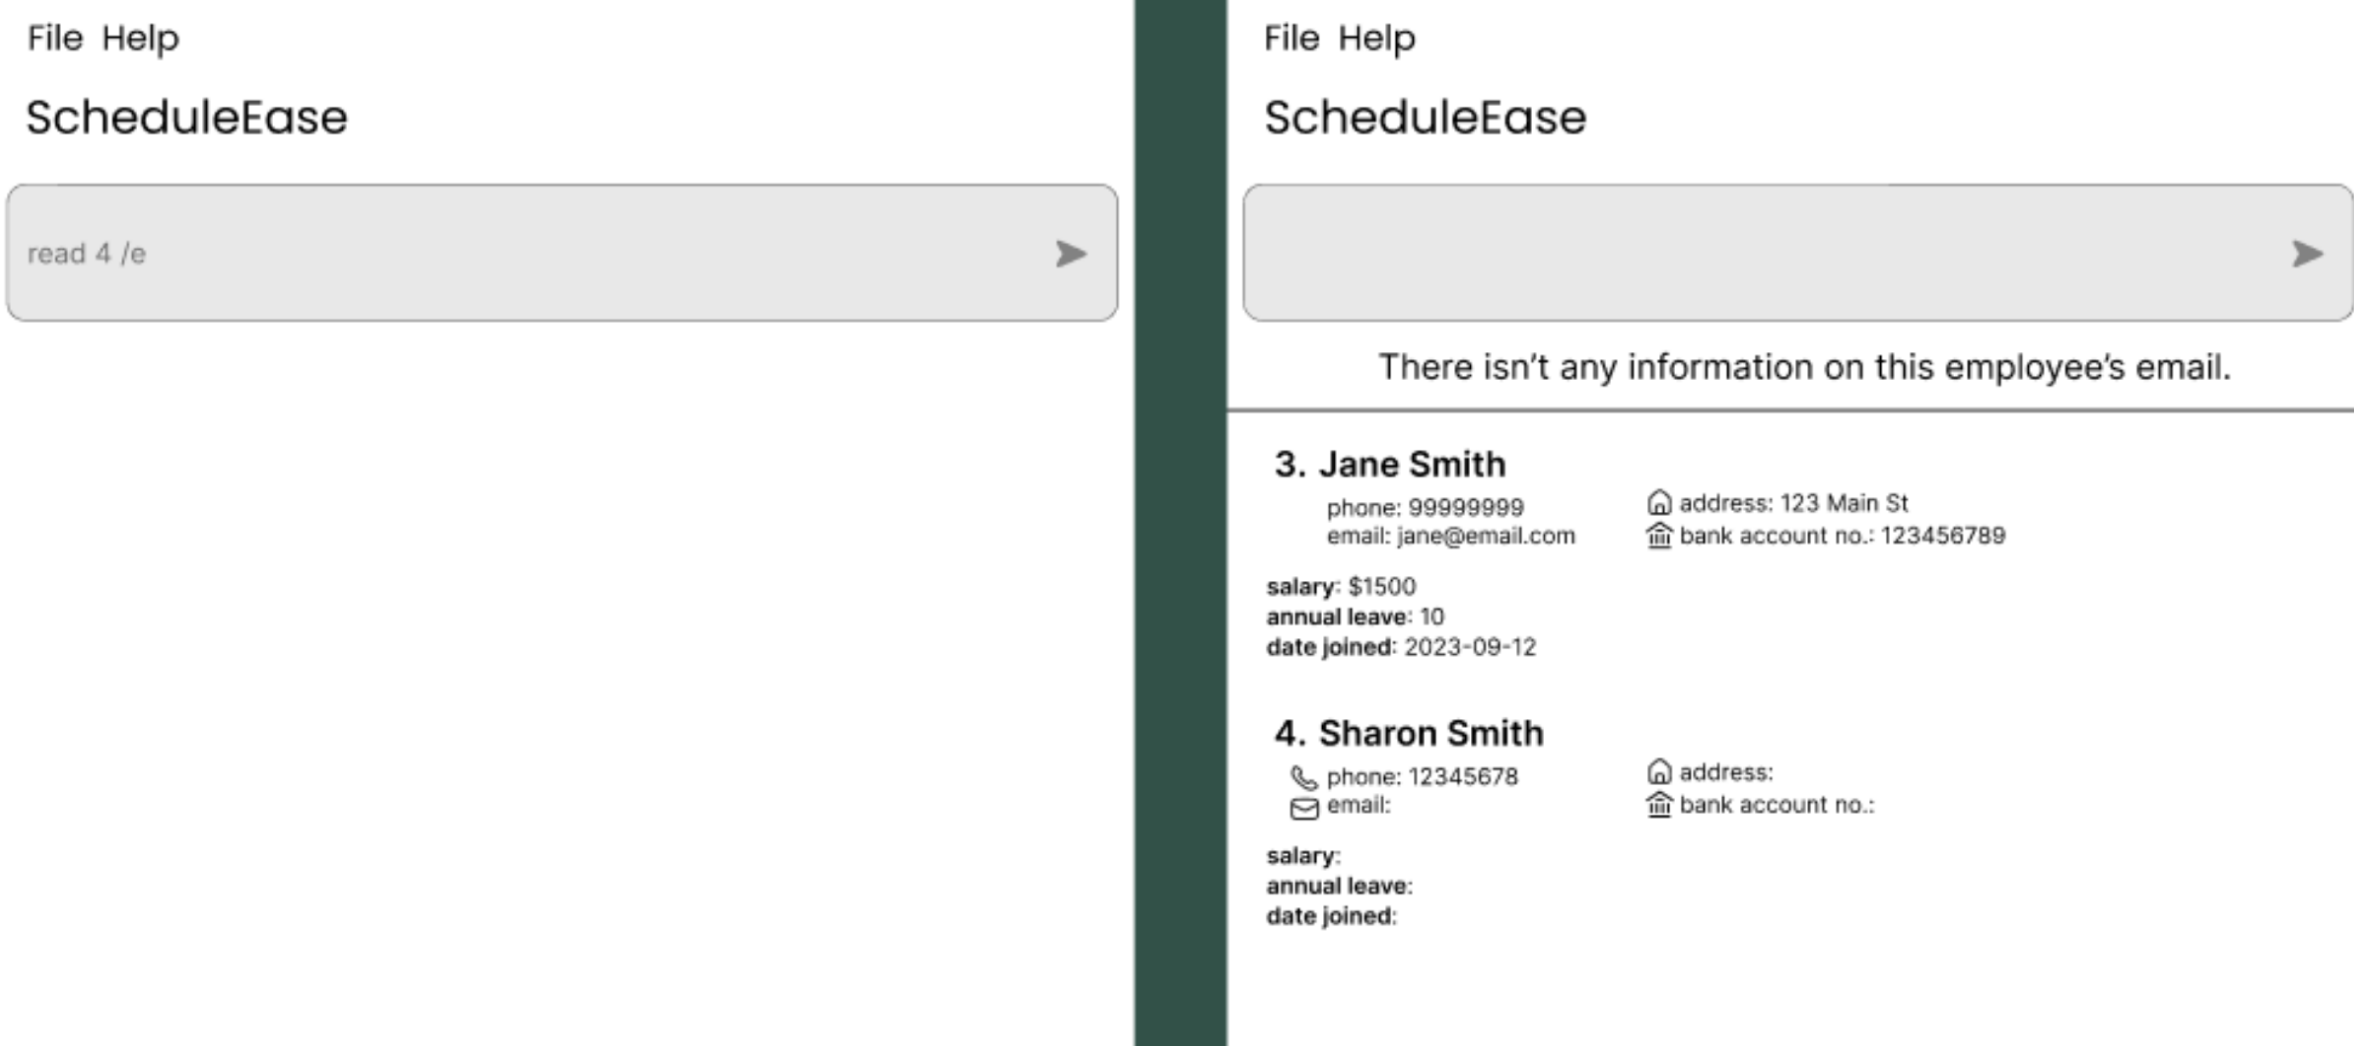 File Help
ScheduleEase
read 4 /e
File Help
ScheduleEase
There isn’t any information on this employee’s email.
3. Jane Smith
phone: 99999999
email: jane@email.com
address: 123 Main St
bank account no.: 123456789
salary: $1500
annual leave: 10
date joined: 2023-09-12
4. Sharon Smith
phone: 12345678
email:
address:
bank account no.:
salary:
annual leave:
date joined: